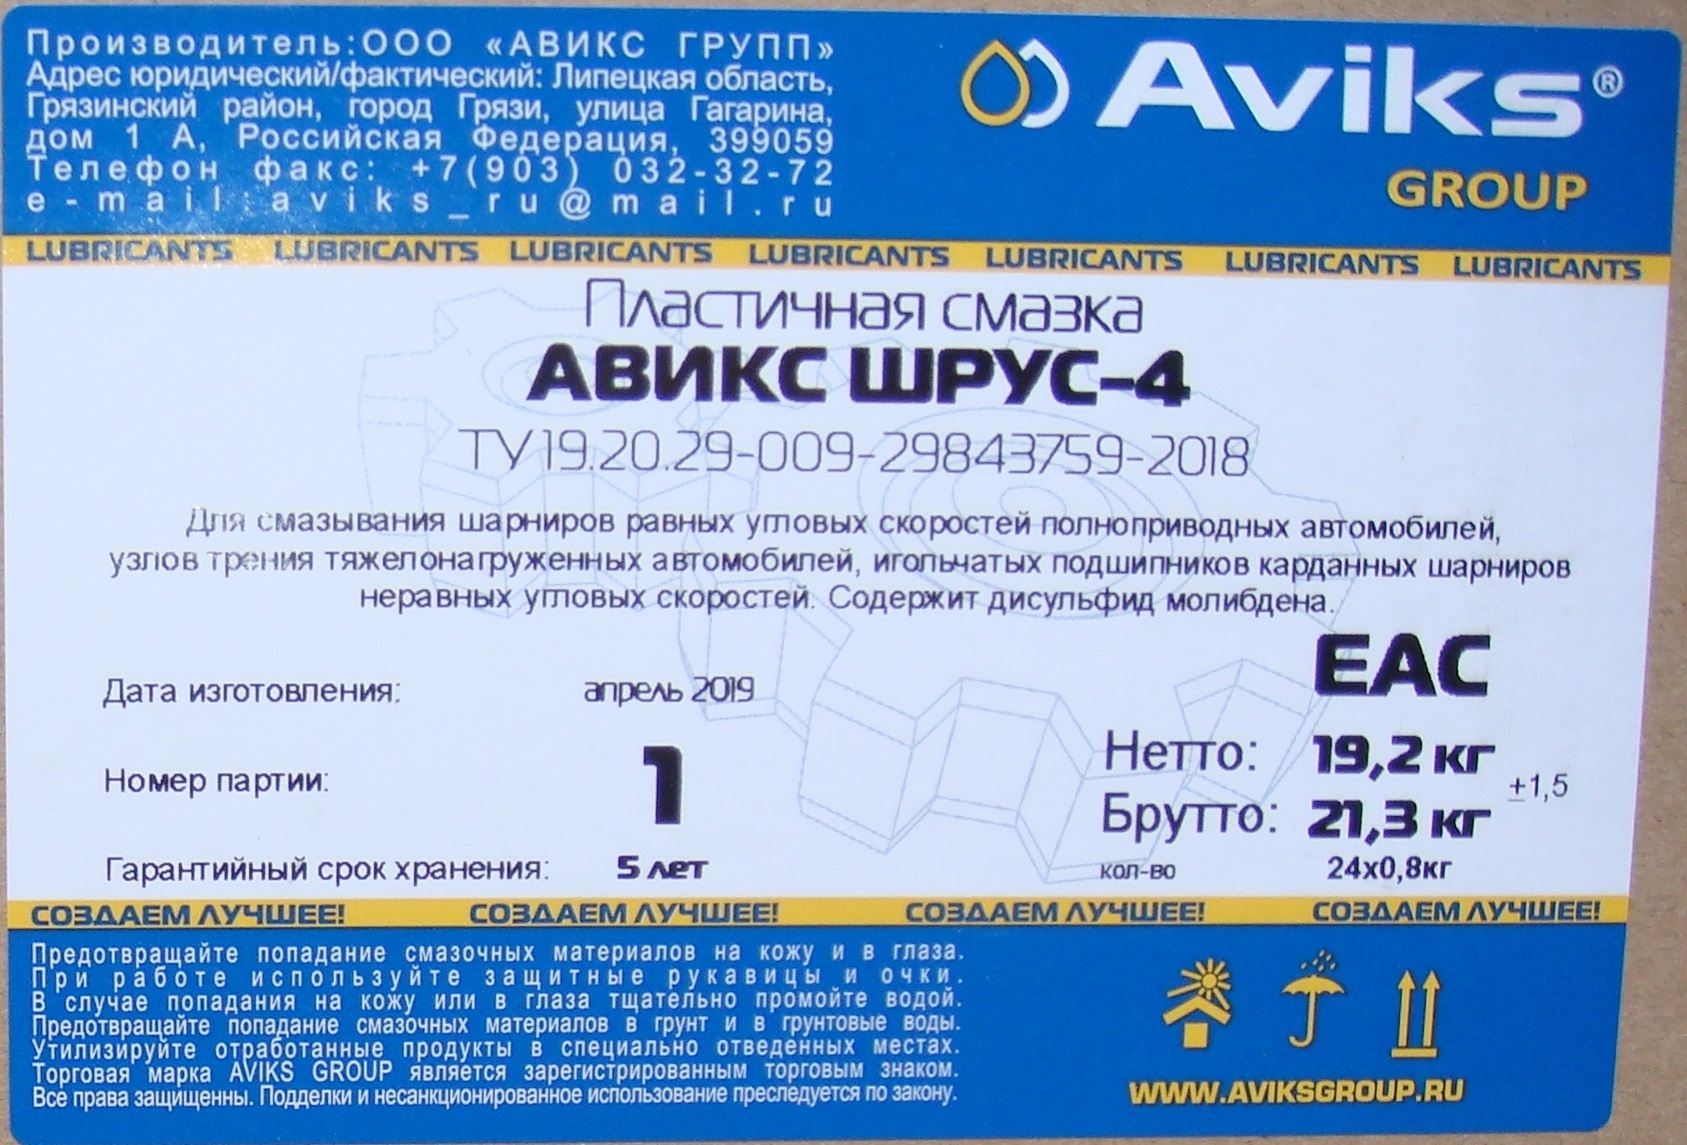 Производитель:ООО «АВИКС ГРУПП»
Адрес юридический/фактический: Липецкая область,
Грязинский район, город Грязи, улица Гагарина,
дом 1 А, Российская Федерация, 399059
Телефон факс: +7(903) 032-32-72
e-mail:aviks_ru@mail.ru
Aviks®
GROUP
LUBRICANTS LUBRICANTS LUBRICANTS LUBRICANTS LUBRICANTS LUBRICANTS LUBRICANTS
Пластичная смазка
АВИКС ШРУС-4
ТУ 19.20.29-009-29843759-2018
Для смазывания шарниров равных угловых скоростей полноприводных автомобилей,
узлов трения тяжелонагруженных автомобилей, игольчатых подшипников карданных шарниров
неравных угловых скоростей. Содержит дисульфид молибдена.
EAC
Дата изготовления: апрель 2019
Номер партии: 1
Гарантийный срок хранения: 5 лет
Нетто: 19,2 кг
±1,5
Брутто: 21,3 кг
кол-во 24х0,8кг
СОЗДАЕМ ЛУЧШЕЕ! СОЗДАЕМ ЛУЧШЕЕ! СОЗДАЕМ ЛУЧШЕЕ! СОЗДАЕМ ЛУЧШЕЕ!
Предотвращайте попадание смазочных материалов на кожу и в глаза.
При работе используйте защитные рукавицы и очки.
В случае попадания на кожу или в глаза тщательно промойте водой.
Предотвращайте попадание смазочных материалов в грунт и в грунтовые воды.
Утилизируйте отработанные продукты в специально отведенных местах.
Торговая марка AVIKS GROUP является зарегистрированным торговым знаком.
Все права защищенны. Подделки и несанкционированное использование преследуется по закону.
WWW.AVIKSGROUP.RU